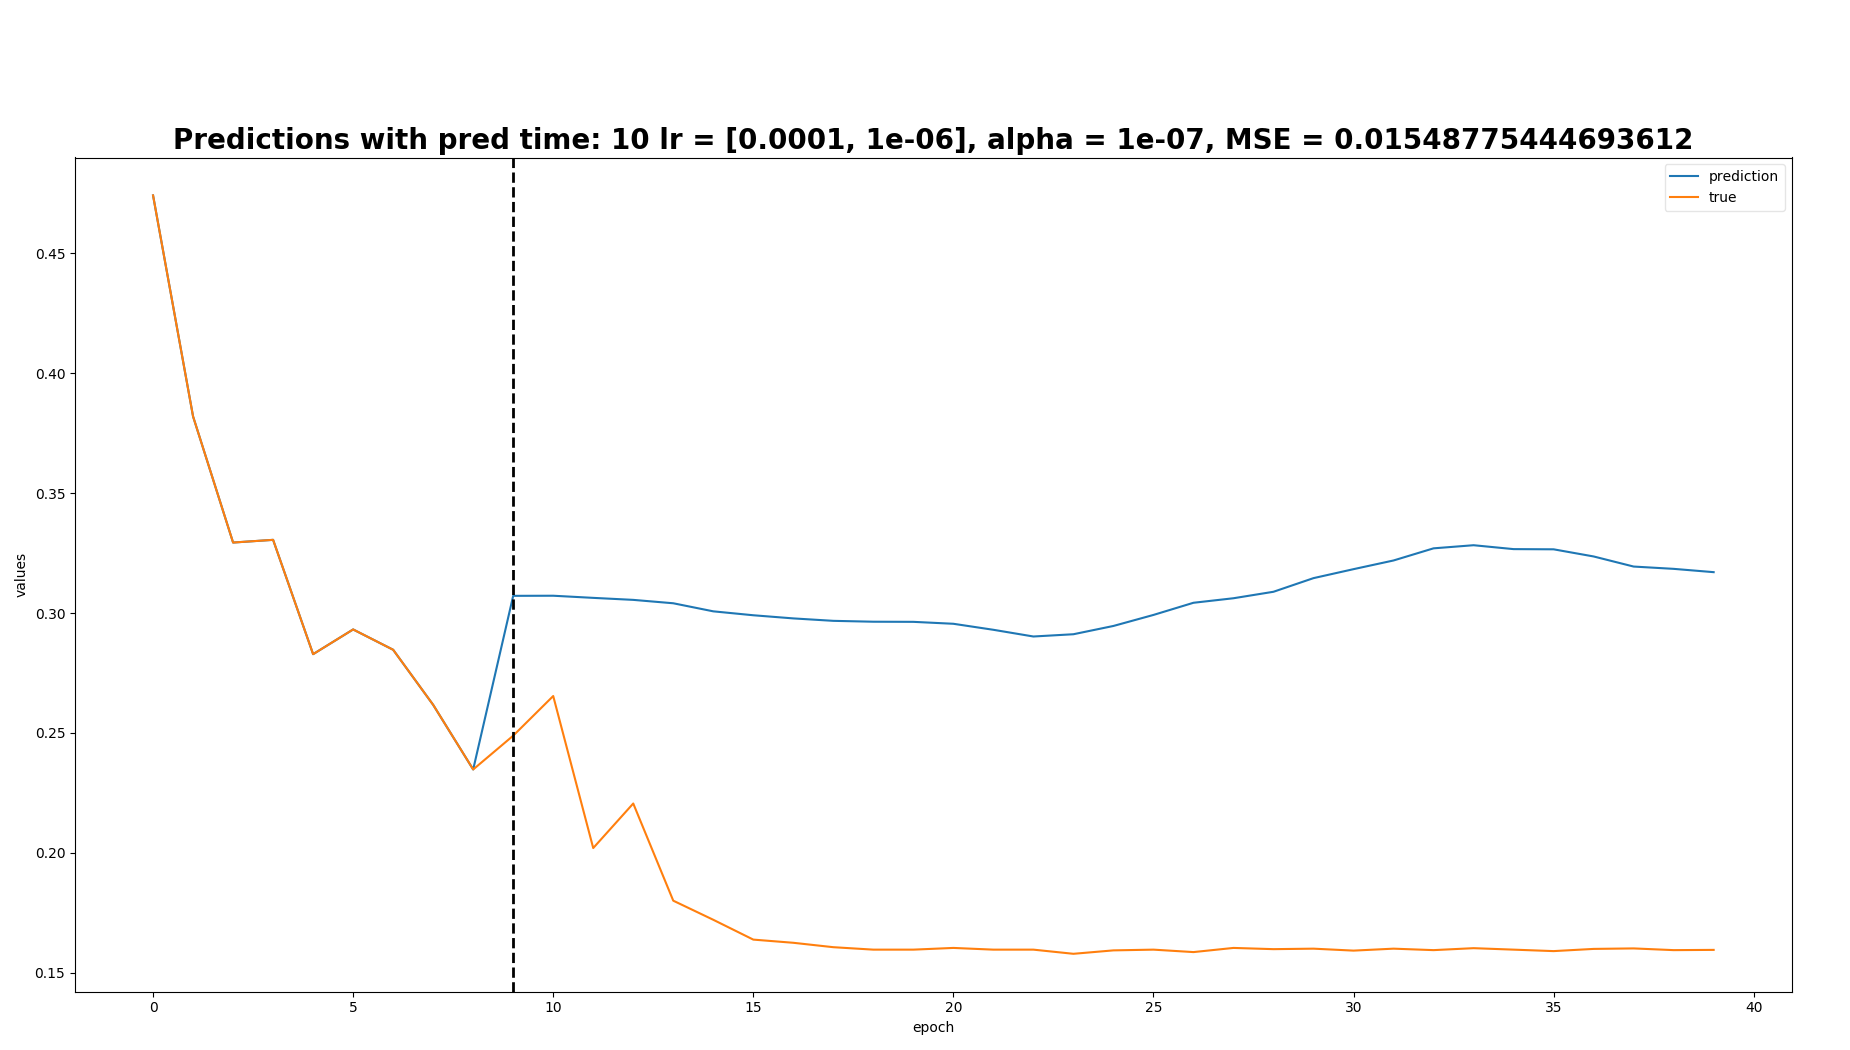 Predictions with pred time: 10 lr = [0.0001, 1e-06], alpha = 1e-07, MSE = 0.01548775444693612
prediction
true
0.45
0.40
0.35
0.30
0.25
0.20
0.15
values
0 5 10 15 20 25 30 35 40
epoch